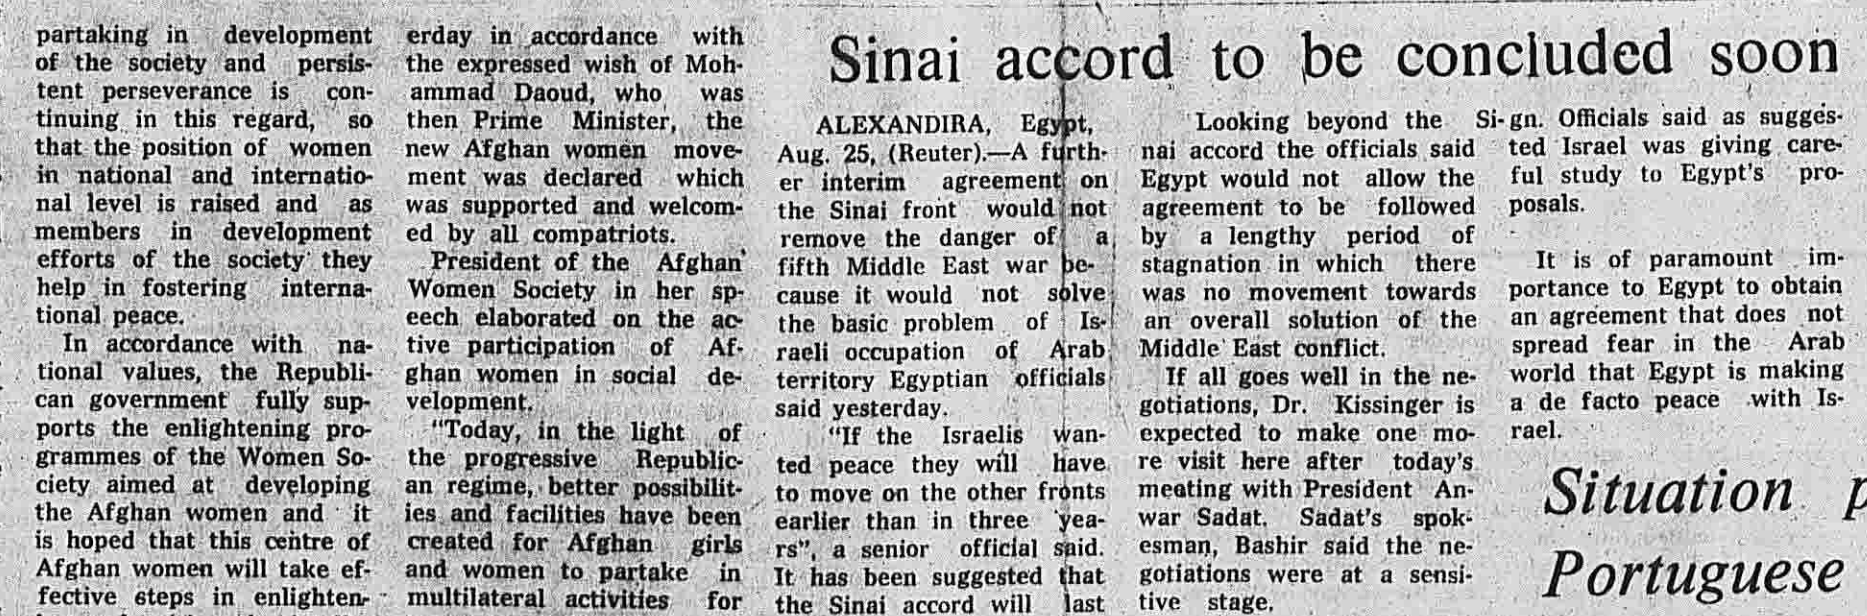 partaking in development
of the society and persis-
tent perseverance is con-
tinuing in this regard, so
that the position of women
in national and internatio-
nal level is raised and as
members in development
efforts of the society they
help in fostering interna-
tional peace.
In accordance with na-
tional values, the Republi-
can government fully sup-
ports the enlightening pro-
grammes of the Women So-
ciety aimed at developing
the Afghan women and it
is hoped that this centre of
Afghan women will take ef-
fective steps in enlighten-
erday in accordance with
the expressed wish of Moh-
ammad Daoud, who was
then Prime Minister, the
new Afghan women move-
ment was declared which
was supported and welcom-
ed by all compatriots.
President of the Afghan
Women Society in her sp-
eech elaborated on the ac-
tive participation of Af-
ghan women in social de-
velopment.
"Today, in the light of
the progressive Republic-
an regime, better possibilit-
ies and facilities have been
created for Afghan girls
and women to partake in
multilateral activities for
Sinai accord to be concluded soon
ALEXANDIRA, Egypt,
Aug. 25, (Reuter).—A furth-
er interim agreement on
the Sinai front would not
remove the danger of a
fifth Middle East war be-
cause it would not solve
the basic problem of Is-
raeli occupation of Arab
territory Egyptian officials
said yesterday.
"If the Israelis wan-
ted peace they will have
to move on the other fronts
earlier than in three yea-
rs", a senior official said.
It has been suggested that
the Sinai accord will last
Looking beyond the Si-
nai accord the officials said
Egypt would not allow the
agreement to be followed
by a lengthy period of
stagnation in which there
was no movement towards
an overall solution of the
Middle East conflict.
If all goes well in the ne-
gotiations, Dr. Kissinger is
expected to make one mo-
re visit here after today's
meeting with President An-
war Sadat. Sadat's spok-
esman, Bashir said the ne-
gotiations were at a sensi-
tive stage.
gn. Officials said as sugges-
ted Israel was giving care-
ful study to Egypt's pro-
posals.
It is of paramount im-
portance to Egypt to obtain
an agreement that does not
spread fear in the Arab
world that Egypt is making
a de facto peace with Is-
rael.
Situation p
Portuguese